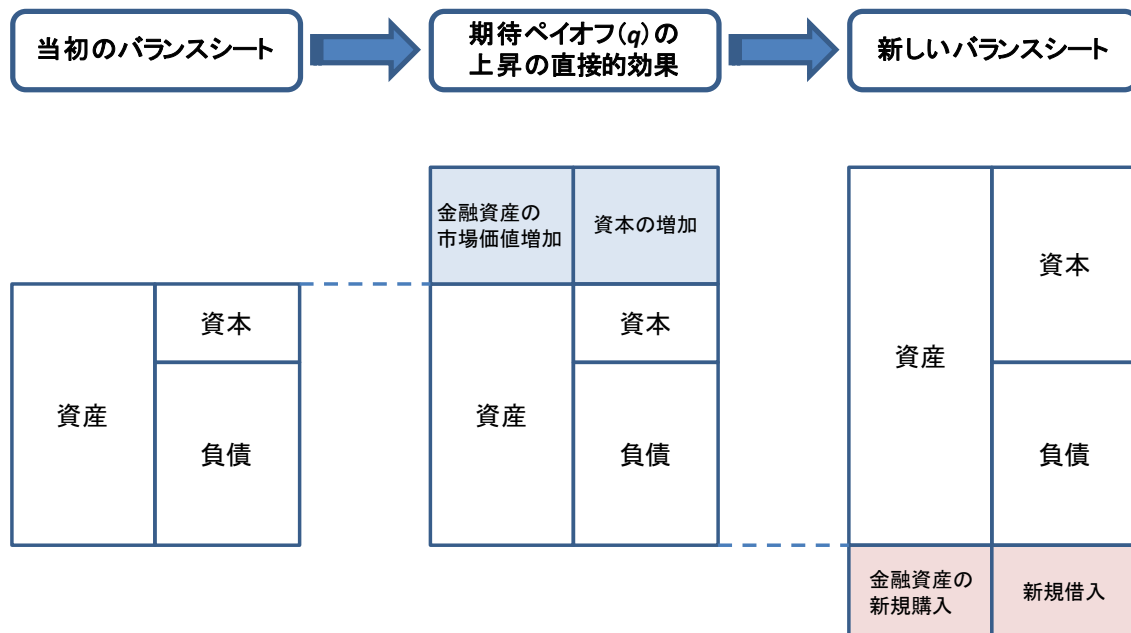 当初のバランスシート
期待ペイオフ(q)の
上昇の直接的効果
新しいバランスシート
資産
資本
負債
金融資産の
市場価値増加
資本の増加
資産
資本
負債
資産
資本
負債
金融資産の
新規購入
新規借入